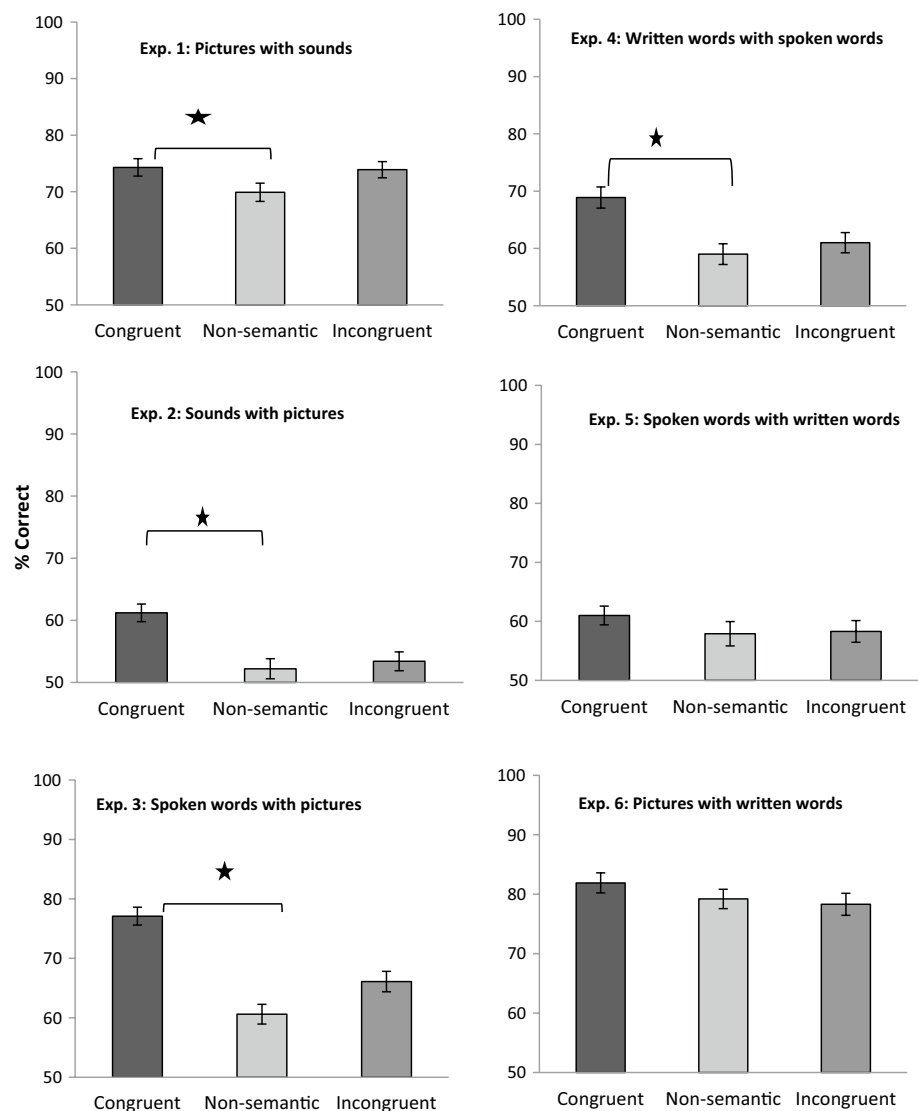 Exp. 1: Pictures with sounds
100
90
80
70
60
50
Congruent Non-semantic Incongruent
Exp. 4: Written words with spoken words
100
90
80
70
60
50
Congruent Non-semantic Incongruent
% Correct
Exp. 2: Sounds with pictures
100
90
80
70
60
50
Congruent Non-semantic Incongruent
Exp. 5: Spoken words with written words
100
90
80
70
60
50
Congruent Non-semantic Incongruent
Exp. 3: Spoken words with pictures
100
90
80
70
60
50
Congruent Non-semantic Incongruent
Exp. 6: Pictures with written words
100
90
80
70
60
50
Congruent Non-semantic Incongruent